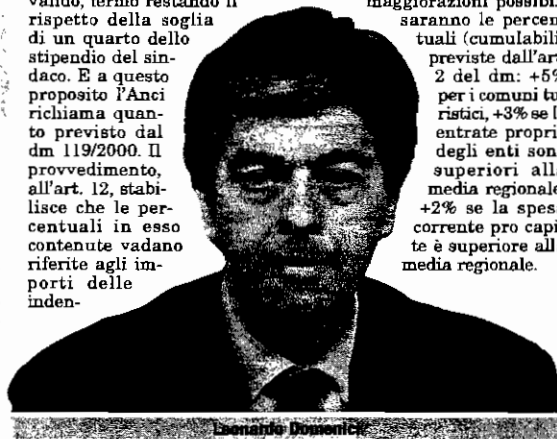 valido, fermo restando il
rispetto della soglia
di un quarto dello
stipendio del sin-
daco. E a questo
proposito l'Anci
richiama quan-
to previsto dal
dm 119/2000. Il
provvedimento,
all'art. 12, stabi-
lisce che le per-
centuali in esso
contenute vadano
riferite agli im-
porti delle
inden-
maggiorazioni possibi
saranno le percen
tuali (cumulabili
previste dall'art
2 del dm: +5%
per i comuni tu
ristici, +3% se l
entrate propri
degli enti son
superiori all
media regionale
+2% se la spes
corrente pro capi
te è superiore all
media regionale.
Leonardo Domenici